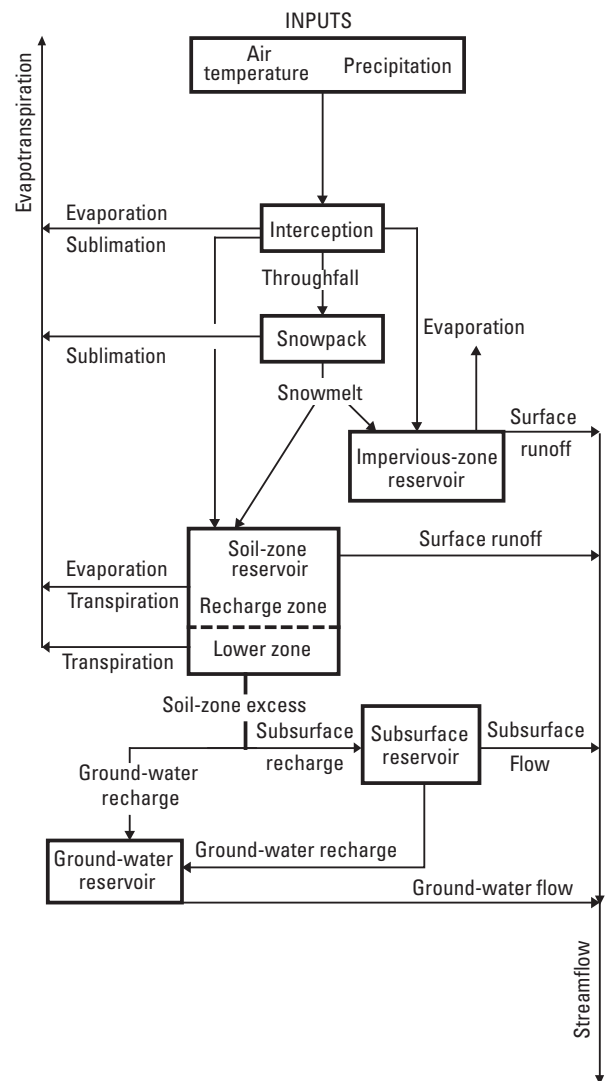 INPUTS
Air
temperature
Precipitation
Evapotranspiration
Evaporation
Sublimation
Interception
Throughfall
Snowpack
Evaporation
Sublimation
Snowmelt
Surface
runoff
Impervious-zone
reservoir
Soil-zone
reservoir
Surface runoff
Evaporation
Transpiration
Recharge zone
Lower zone
Transpiration
Soil-zone excess
Subsurface
recharge
Subsurface
reservoir
Subsurface
Flow
Ground-water
recharge
Ground-water
reservoir
Ground-water recharge
Ground-water flow
Streamflow